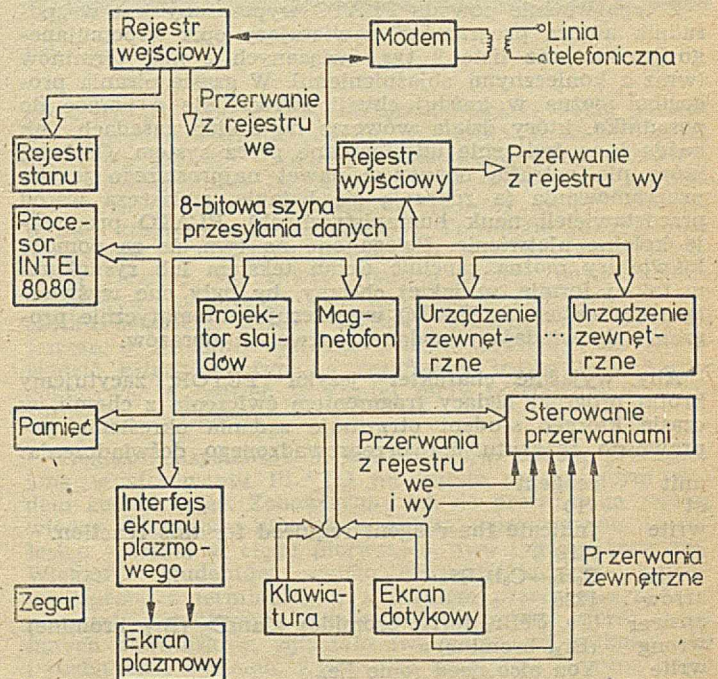 Rejestr
wejściowy
Modem
Linia
telefoniczna
Przerwanie
z rejestru
we
Rejestr
stanu
Rejestr
wyjściowy
Przerwanie
z rejestru wy
8-bitowa szyna
przesyłania danych
Proce-
sor
INTEL
8080
Projek-
tor slaj-
dów
Mag-
netofon
Urządzenie
zewnęt-
rzne
...
Urządzenie
zewnęt-
rzne
Pamięć
Sterowanie
przerwaniami
Przerwania
z rejestru
we
i wy
Interfejs
ekranu
plazmo-
wego
Przerwania
zewnętrzne
Zegar
Klawia-
tura
Ekran
dotykowy
Ekran
plazmowy